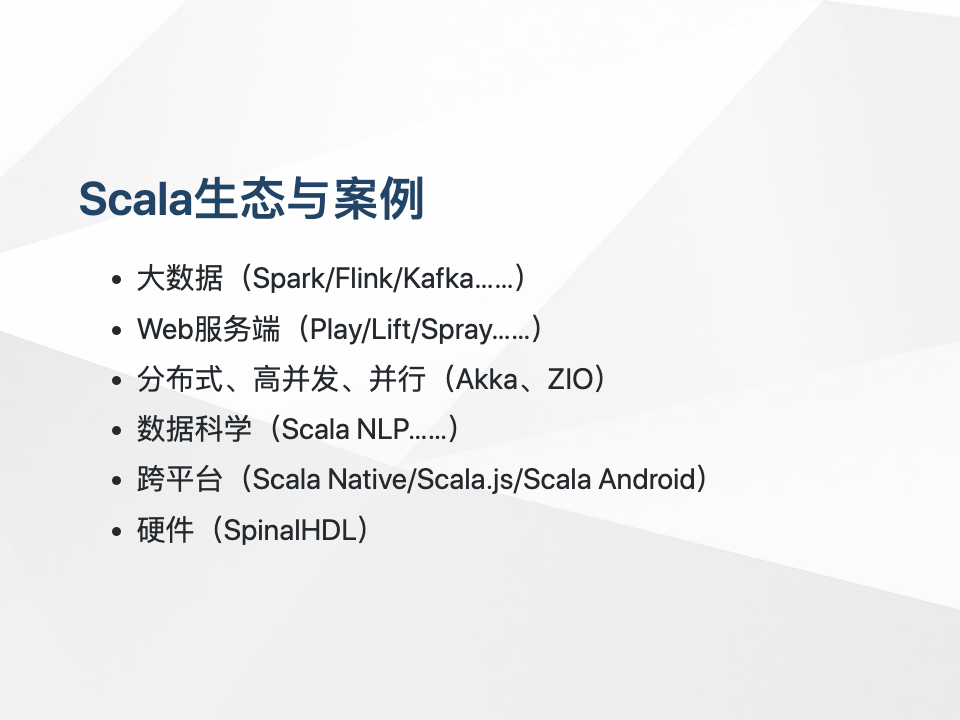 Scala生态与案例
• 大数据（Spark/Flink/Kafka......）
• Web服务端（Play/Lift/Spray......）
• 分布式、高并发、并行（Akka、ZIO）
• 数据科学（Scala NLP......）
• 跨平台（Scala Native/Scala.js/Scala Android）
• 硬件（SpinalHDL）